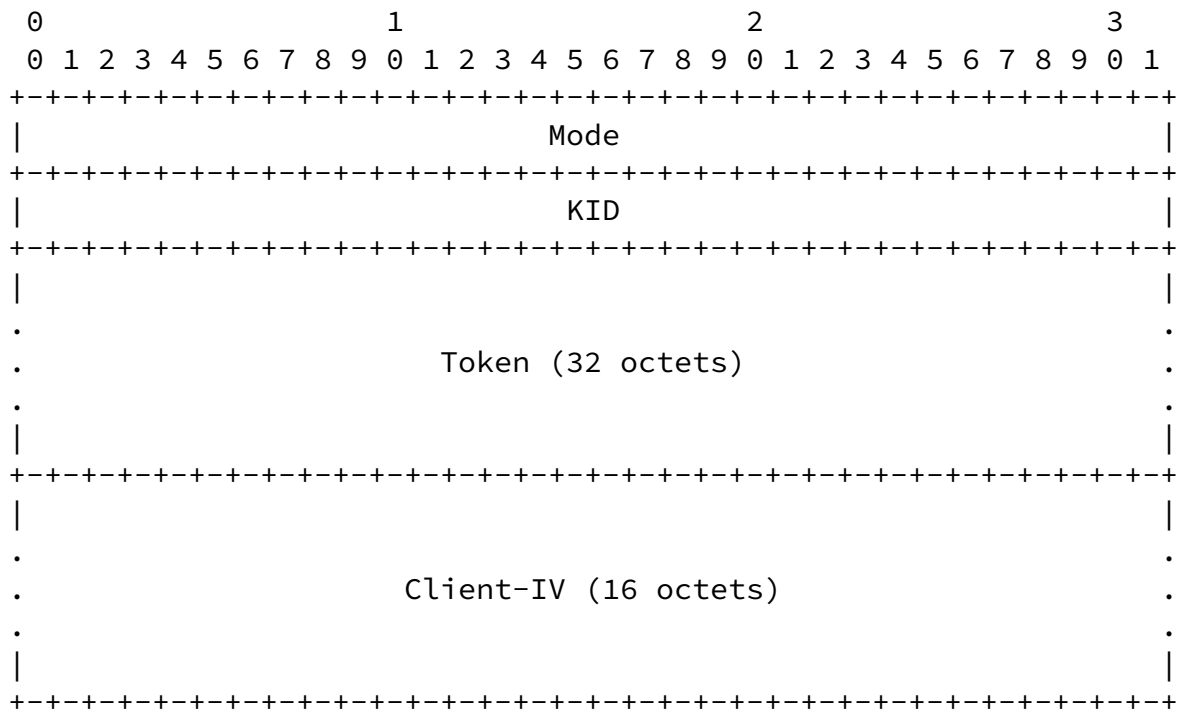 0                   1                   2                   3
 0 1 2 3 4 5 6 7 8 9 0 1 2 3 4 5 6 7 8 9 0 1 2 3 4 5 6 7 8 9 0 1
+-+-+-+-+-+-+-+-+-+-+-+-+-+-+-+-+-+-+-+-+-+-+-+-+-+-+-+-+-+-+-+-+
|                             Mode                              |
+-+-+-+-+-+-+-+-+-+-+-+-+-+-+-+-+-+-+-+-+-+-+-+-+-+-+-+-+-+-+-+-+
|                              KID                              |
+-+-+-+-+-+-+-+-+-+-+-+-+-+-+-+-+-+-+-+-+-+-+-+-+-+-+-+-+-+-+-+-+
|                                                               |
.                                                               .
.                       Token (32 octets)                       .
.                                                               .
|                                                               |
+-+-+-+-+-+-+-+-+-+-+-+-+-+-+-+-+-+-+-+-+-+-+-+-+-+-+-+-+-+-+-+-+
|                                                               |
.                                                               .
.                     Client-IV (16 octets)                     .
.                                                               .
|                                                               |
+-+-+-+-+-+-+-+-+-+-+-+-+-+-+-+-+-+-+-+-+-+-+-+-+-+-+-+-+-+-+-+-+